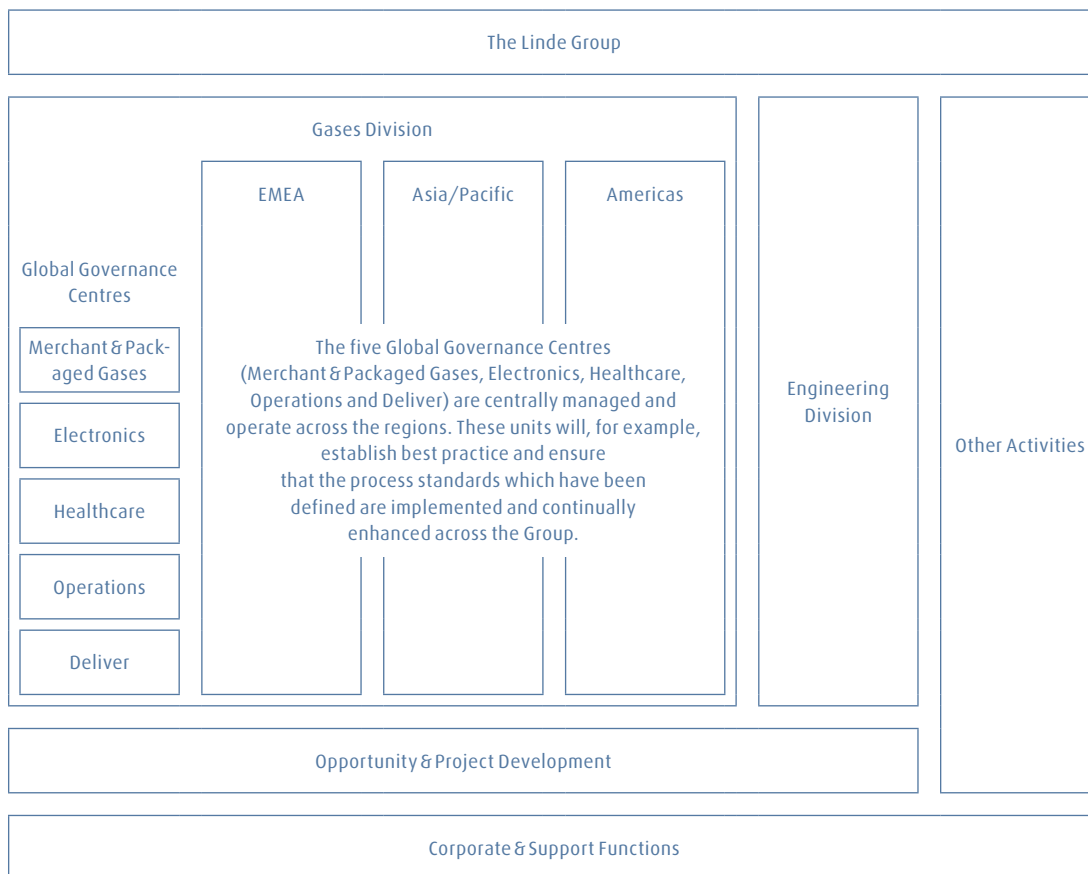 The Linde Group
Gases Division
EMEA
Asia/Pacific
Americas
Global Governance
Centres
Merchant & Pack-
aged Gases
Electronics
Healthcare
Operations
Deliver
The five Global Governance Centres
(Merchant & Packaged Gases, Electronics, Healthcare,
Operations and Deliver) are centrally managed and
operate across the regions. These units will, for example,
establish best practice and ensure
that the process standards which have been
defined are implemented and continually
enhanced across the Group.
Engineering
Division
Other Activities
Opportunity & Project Development
Corporate & Support Functions